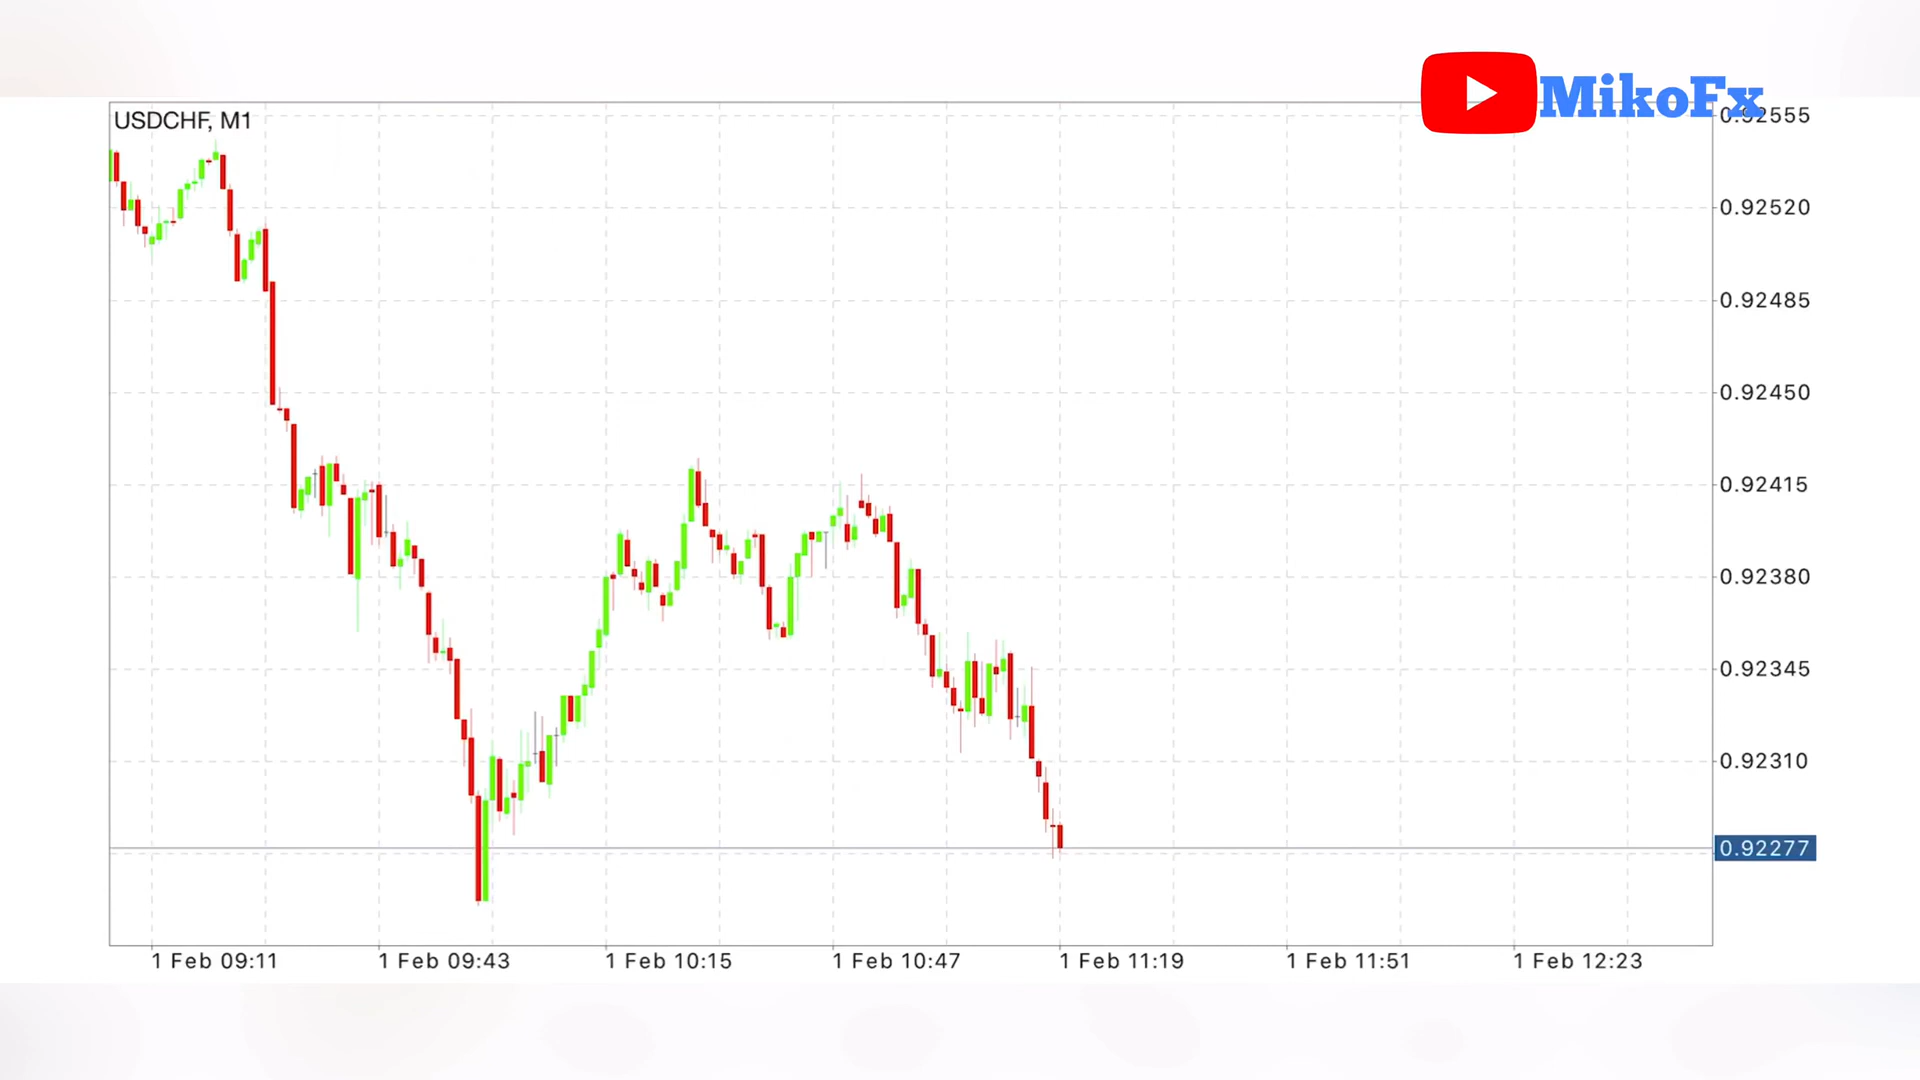 MikoFx
USDCHF, M1
0.92555
0.92520
0.92485
0.92450
0.92415
0.92380
0.92345
0.92310
0.92277
1 Feb 09:11
1 Feb 09:43
1 Feb 10:15
1 Feb 10:47
1 Feb 11:19
1 Feb 11:51
1 Feb 12:23